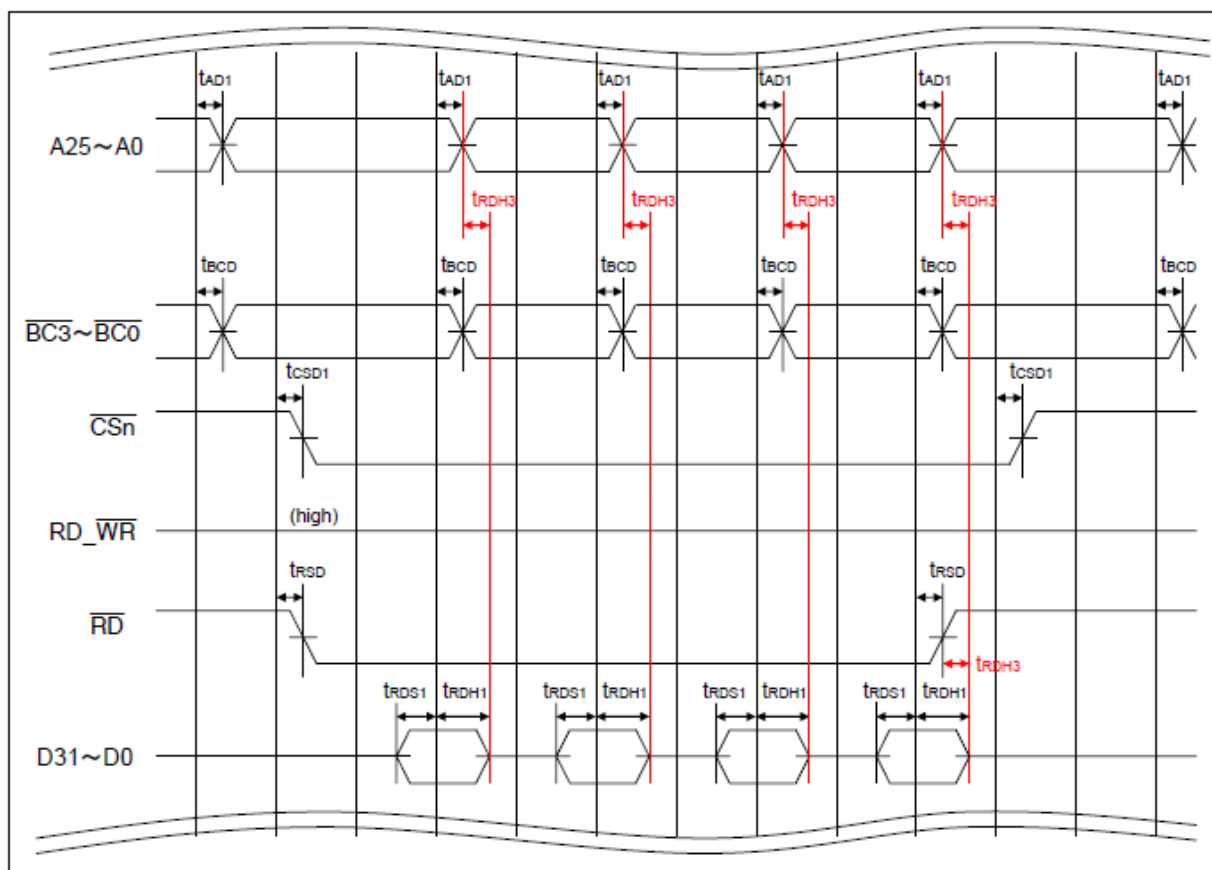 tAD1 tAD1 tAD1 tAD1 tAD1 tAD1
A25～A0
tRDH3 tRDH3 tRDH3 tRDH3
tBCD tBCD tBCD tBCD tBCD tBCD
BC3～BC0
tCSD1 tCSD1
CSn
(high)
RD_WR
tRSD tRSD
RD
tRDH3
tRDS1 tRDH1 tRDS1 tRDH1 tRDS1 tRDH1 tRDS1 tRDH1
D31～D0